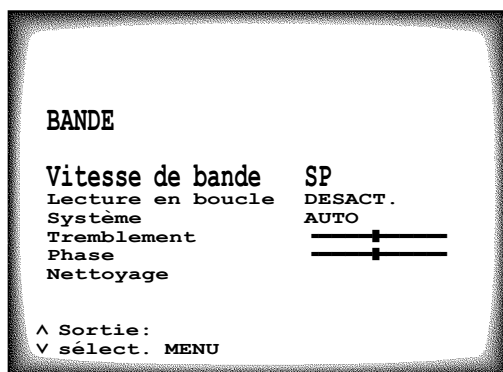 BANDE
Vitesse de bande SP
Lecture en boucle DESACT.
Système AUTO
Tremblement
Phase
Nettoyage
∧ Sortie:
∨ sélect. MENU